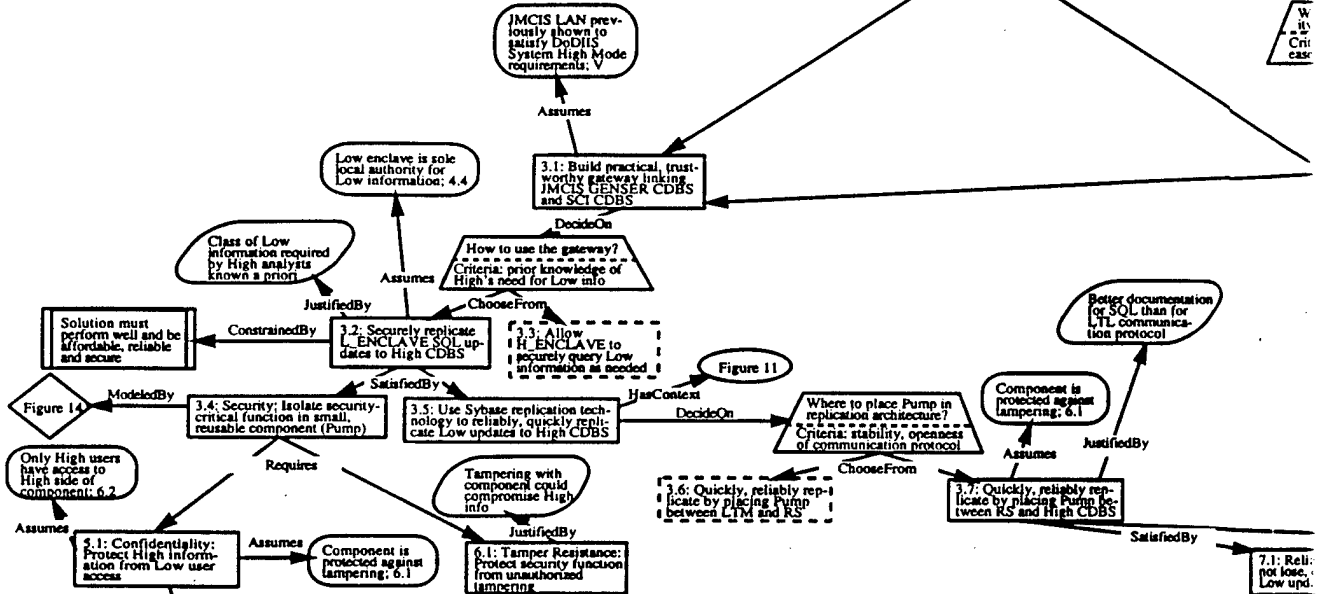 JMCIS LAN prev-
iously shown to
satisfy DoDIIS
System High Mode
requirements; V
W
ity
Crit
ease
Assumes
Low enclave is sole
local authority for
Low information; 4.4
3.1: Build practical, trust-
worthy gateway linking
JMCIS GENSER CDBS
and SCI CDBS
DecideOn
Class of Low
information required
by High analysts
known a priori
How to use the gateway?
Criteria: prior knowledge of
High's need for Low info
Assumes
JustifiedBy
ChooseFrom
Solution must
perform well and be
affordable, reliable
and secure
ConstrainedBy
3.2: Securely replicate
L_ENCLAVE SQL up-
dates to High CDBS
3.3: Allow
H_ENCLAVE to
securely query Low
information as needed
Better documentation
for SQL than for
LTL communica-
tion protocol
SatisfiedBy
Figure 11
HasContext
Figure 14
ModeledBy
3.4: Security; Isolate security-
critical function in small,
reusable component (Pump)
3.5: Use Sybase replication tech-
nology to reliably, quickly repli-
cate Low updates to High CDBS
DecideOn
Where to place Pump in
replication architecture?
Criteria: stability, openness
of communication protocol
Component is
protected against
tampering; 6.1
JustifiedBy
Assumes
Only High users
have access to
High side of
component; 6.2
Requires
Tampering with
component could
compromise High
info
ChooseFrom
3.6: Quickly, reliably rep-
licate by placing Pump
between LTM and RS
3.7: Quickly, reliably rep-
licate by placing Pump be-
tween RS and High CDBS
Assumes
JustifiedBy
SatisfiedBy
5.1: Confidentiality:
Protect High inform-
ation from Low user
access
Assumes
Component is
protected against
tampering; 6.1
6.1: Tamper Resistance:
Protect security function
from unauthorized
tampering
7.1: Reli
not lose,
Low upd